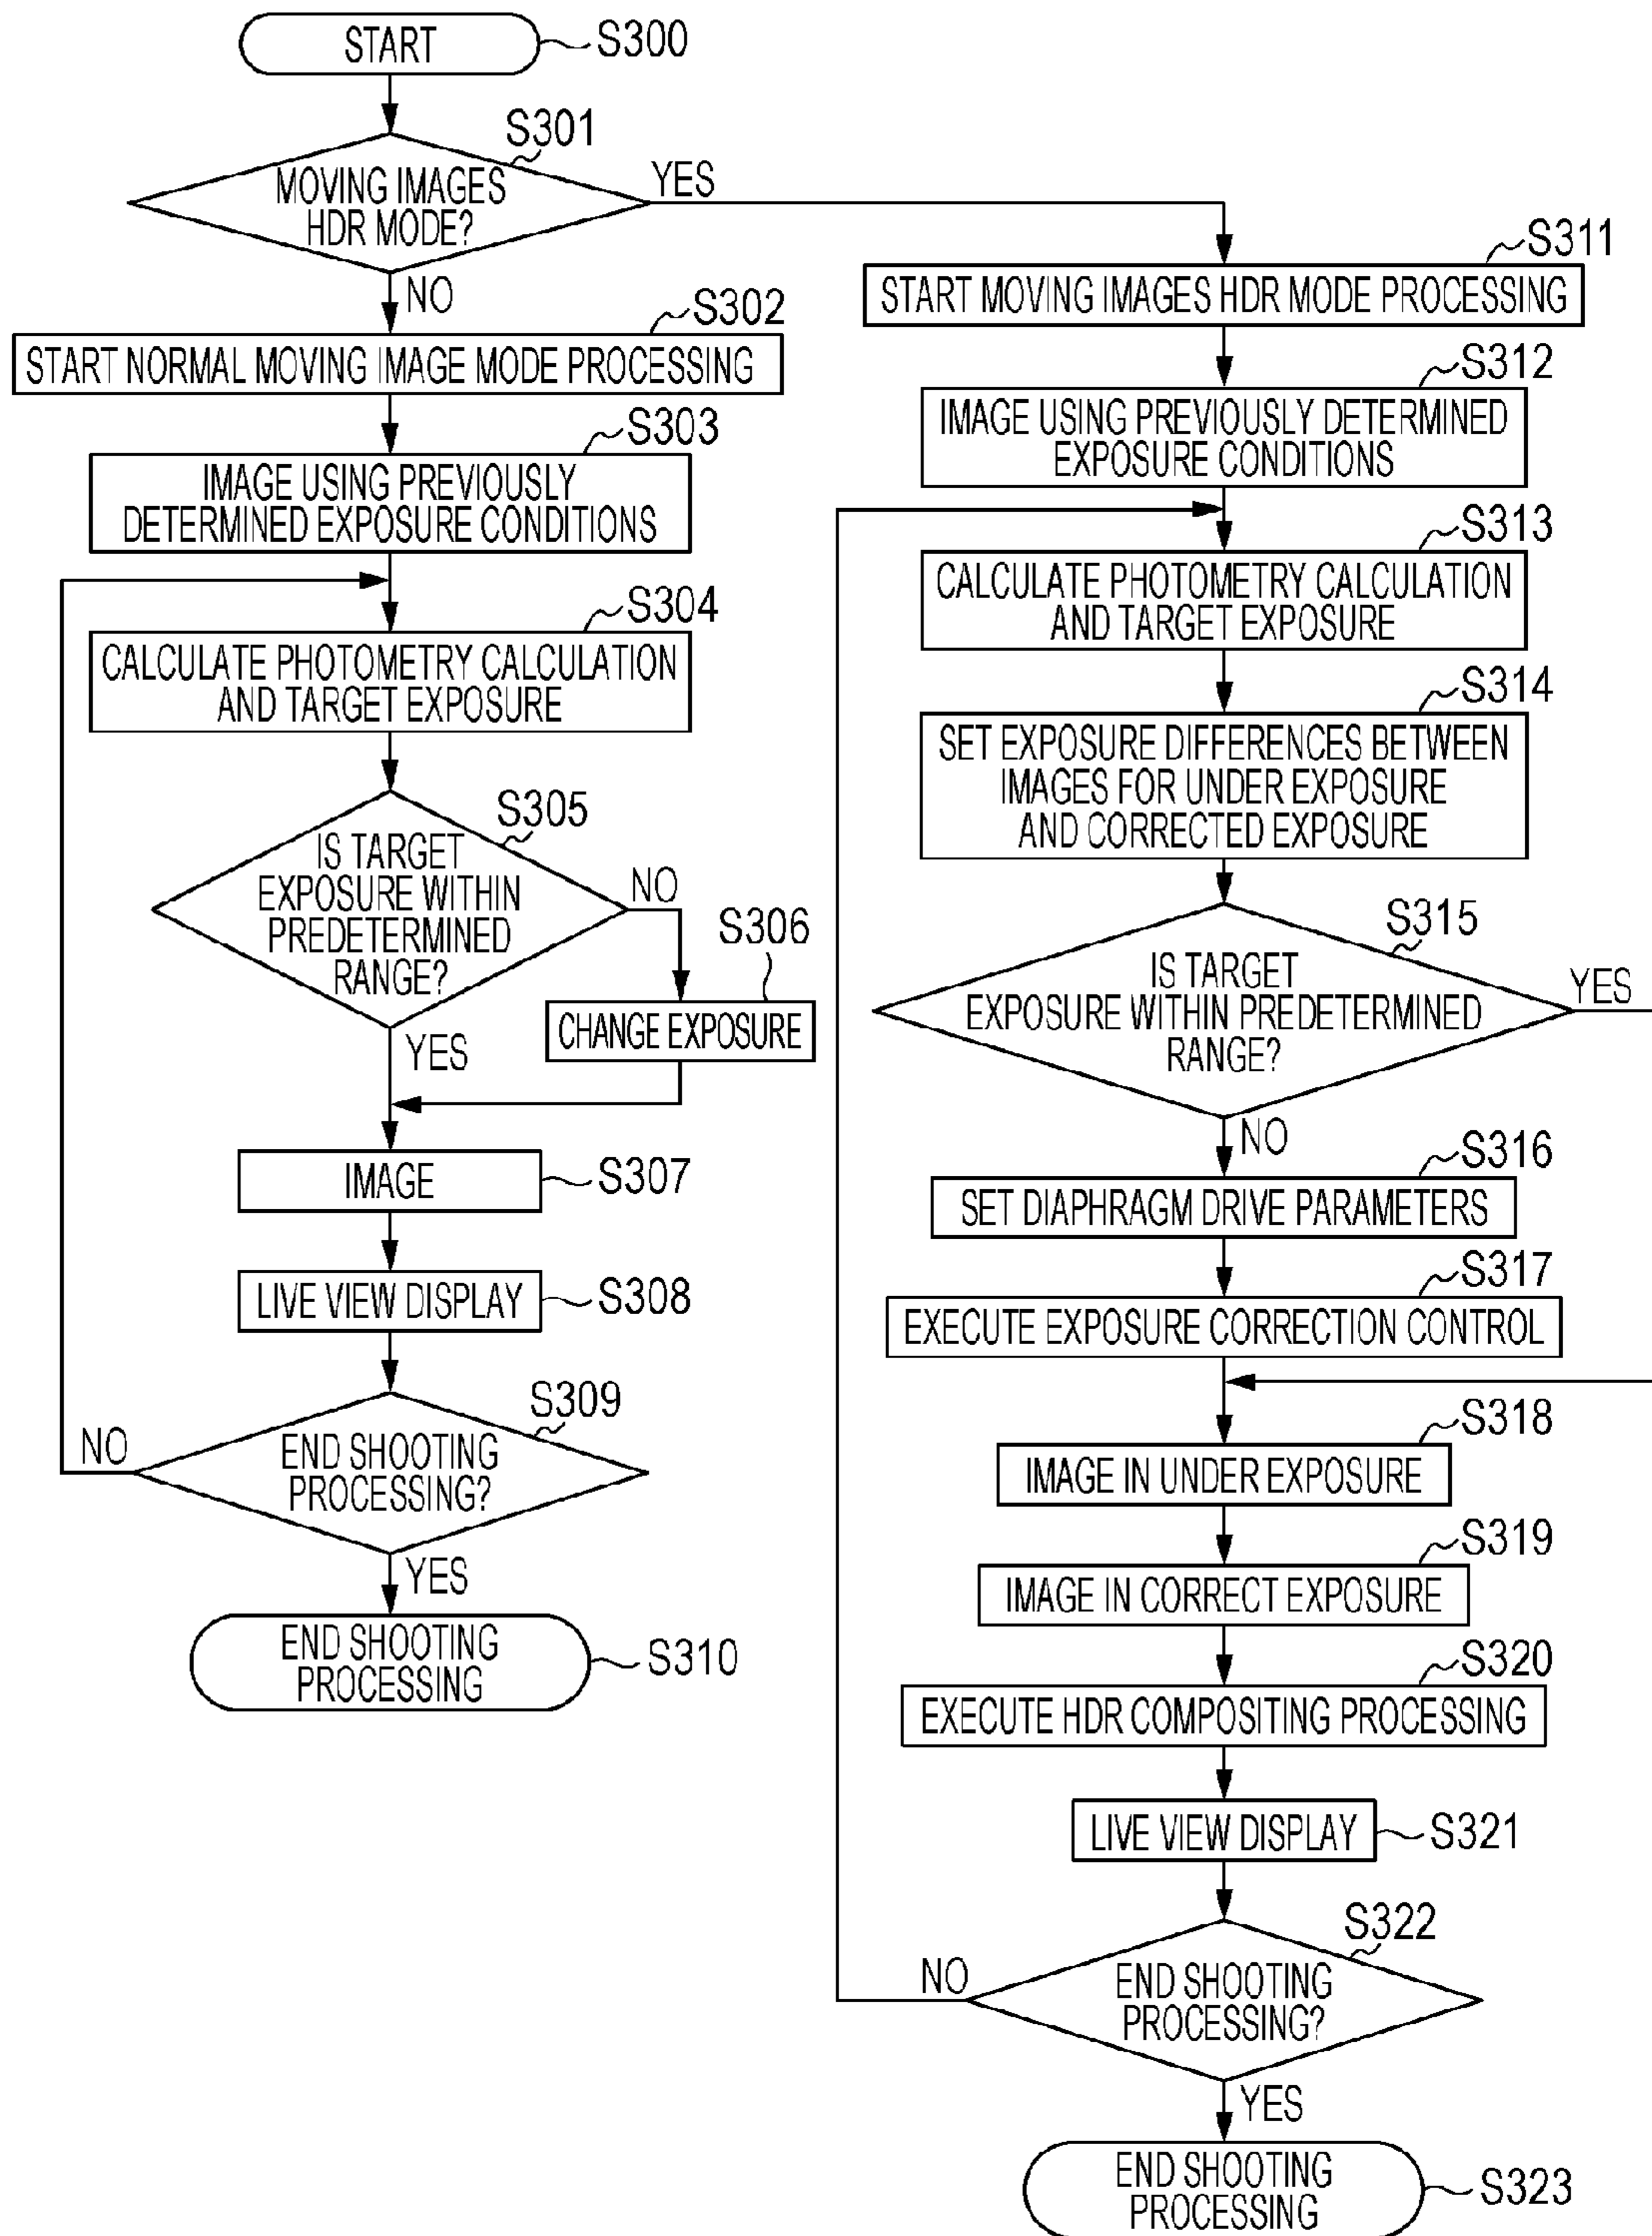 START
S300
S301
MOVING IMAGES
HDR MODE?
YES
NO
S302
START NORMAL MOVING IMAGE MODE PROCESSING
S303
IMAGE USING PREVIOUSLY
DETERMINED EXPOSURE CONDITIONS
S304
CALCULATE PHOTOMETRY CALCULATION
AND TARGET EXPOSURE
S305
IS TARGET
EXPOSURE WITHIN
PREDETERMINED
RANGE?
NO
S306
CHANGE EXPOSURE
YES
IMAGE
S307
LIVE VIEW DISPLAY
S308
S309
END SHOOTING
PROCESSING?
NO
YES
END SHOOTING
PROCESSING
S310
S311
START MOVING IMAGES HDR MODE PROCESSING
S312
IMAGE USING PREVIOUSLY DETERMINED
EXPOSURE CONDITIONS
S313
CALCULATE PHOTOMETRY CALCULATION
AND TARGET EXPOSURE
S314
SET EXPOSURE DIFFERENCES BETWEEN
IMAGES FOR UNDER EXPOSURE
AND CORRECTED EXPOSURE
S315
IS TARGET
EXPOSURE WITHIN PREDETERMINED
RANGE?
YES
NO
S316
SET DIAPHRAGM DRIVE PARAMETERS
S317
EXECUTE EXPOSURE CORRECTION CONTROL
S318
IMAGE IN UNDER EXPOSURE
S319
IMAGE IN CORRECT EXPOSURE
S320
EXECUTE HDR COMPOSITING PROCESSING
LIVE VIEW DISPLAY
S321
S322
END SHOOTING
PROCESSING?
NO
YES
END SHOOTING
PROCESSING
S323